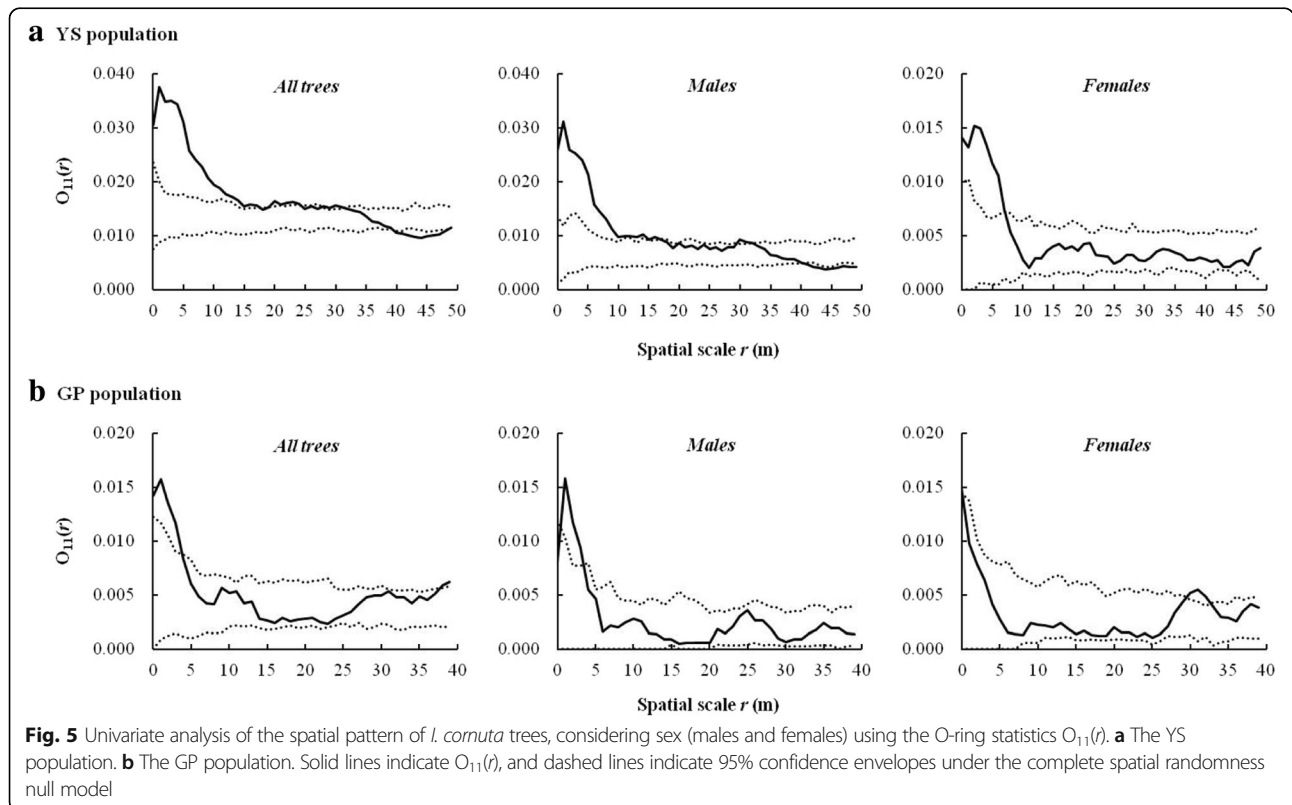 a YS population
All trees
Males
Females
0.040
0.030
0.020
0.010
0.000
0.040
0.030
0.020
0.010
0.000
0.020
0.015
0.010
0.005
0.000
O₁₁(r)
0 5 10 15 20 25 30 35 40 45 50
0 5 10 15 20 25 30 35 40 45 50
0 5 10 15 20 25 30 35 40 45 50
Spatial scale r (m)
b GP population
All trees
Males
Females
0.020
0.015
0.010
0.005
0.000
0.020
0.015
0.010
0.005
0.000
0.020
0.015
0.010
0.005
0.000
O₁₁(r)
0 5 10 15 20 25 30 35 40
0 5 10 15 20 25 30 35 40
0 5 10 15 20 25 30 35 40
Spatial scale r (m)
Fig. 5 Univariate analysis of the spatial pattern of I. cornuta trees, considering sex (males and females) using the O-ring statistics O₁₁(r). a The YS
population. b The GP population. Solid lines indicate O₁₁(r), and dashed lines indicate 95% confidence envelopes under the complete spatial randomness
null model